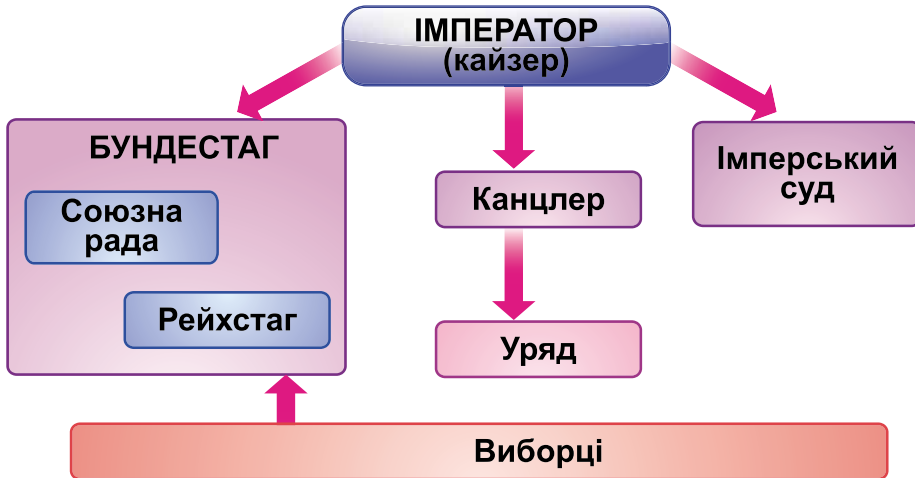 ІМПЕРАТОР
(кайзер)
БУНДЕСТАГ
Союзна
рада
Рейхстаг
Канцлер
Уряд
Імперський
суд
Виборці